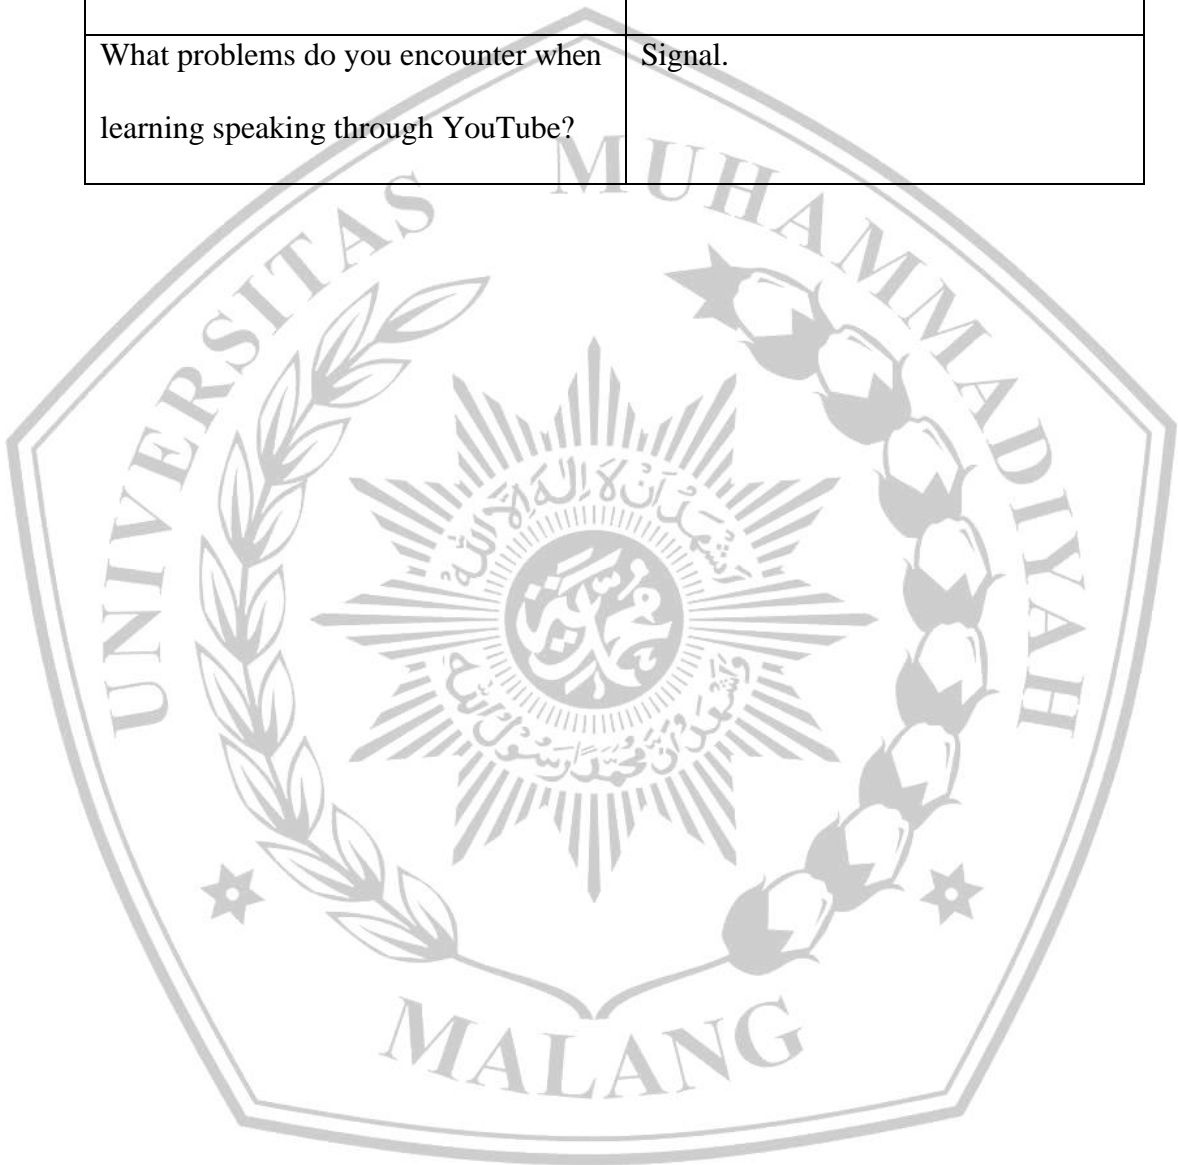 What problems do you encounter when
learning speaking through YouTube?
Signal.
UNIVERSITAS MUHAMMADIYAH
MALANG